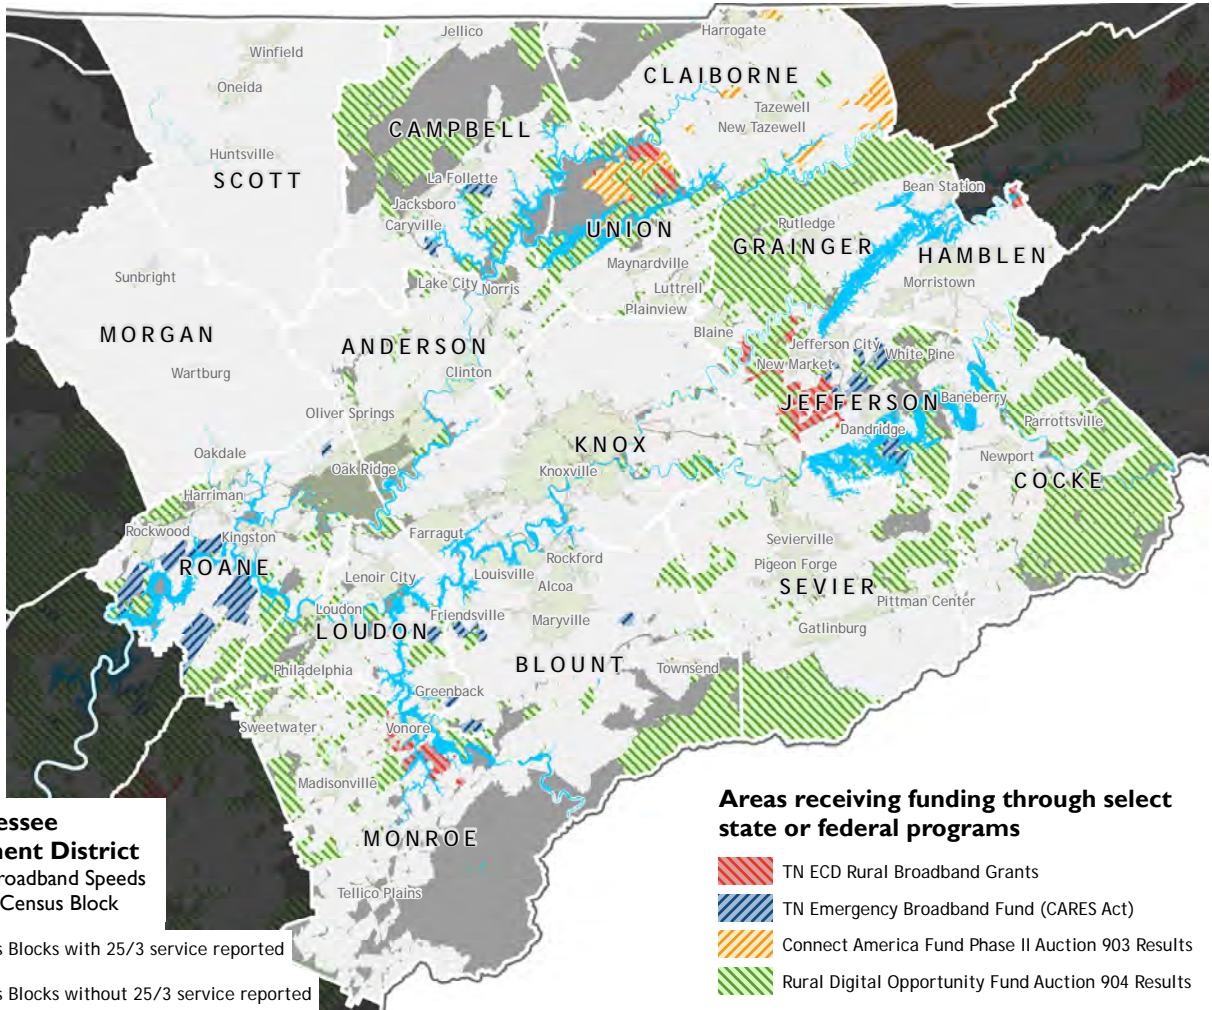 Jellico
Harrogate
Winfield
CLAIBORNE
Oneida
Tazewell
New Tazewell
CAMPBELL
Huntsville
SCOTT
La Follette
Bean Station
Jacksboro
Caryville
UNION
Rutledge
GRAINGER
HAMBLEN
Maynardville
Sunbright
Lake City
Norris
Luttrell
Morristown
Plainview
MORGAN
ANDERSON
Blaine
Jefferson City
White Pine
New Market
Wartburg
Clinton
JEFFERSON
Baneberry
Oliver Springs
Dandridge
Parrottsville
KNOX
Oakdale
Oak Ridge
Knoxville
Newport
COCKE
Harriman
Rockwood
Kingston
Farragut
Sevierville
ROANE
Rockford
Pigeon Forge
Lenoir City
Louisville
Alcoa
SEVIER
Pittman Center
Loudon
Friendsville
Maryville
LOUDON
Gatlinburg
BLOUNT
Philadelphia
Townsend
Greenback
Sweetwater
Vonore
Madisonville
MONROE
Tellico Plains
essee
nent District
roadband Speeds
Census Block
s Blocks with 25/3 service reported
s Blocks without 25/3 service reported
Areas receiving funding through select
state or federal programs
TN ECD Rural Broadband Grants
TN Emergency Broadband Fund (CARES Act)
Connect America Fund Phase II Auction 903 Results
Rural Digital Opportunity Fund Auction 904 Results